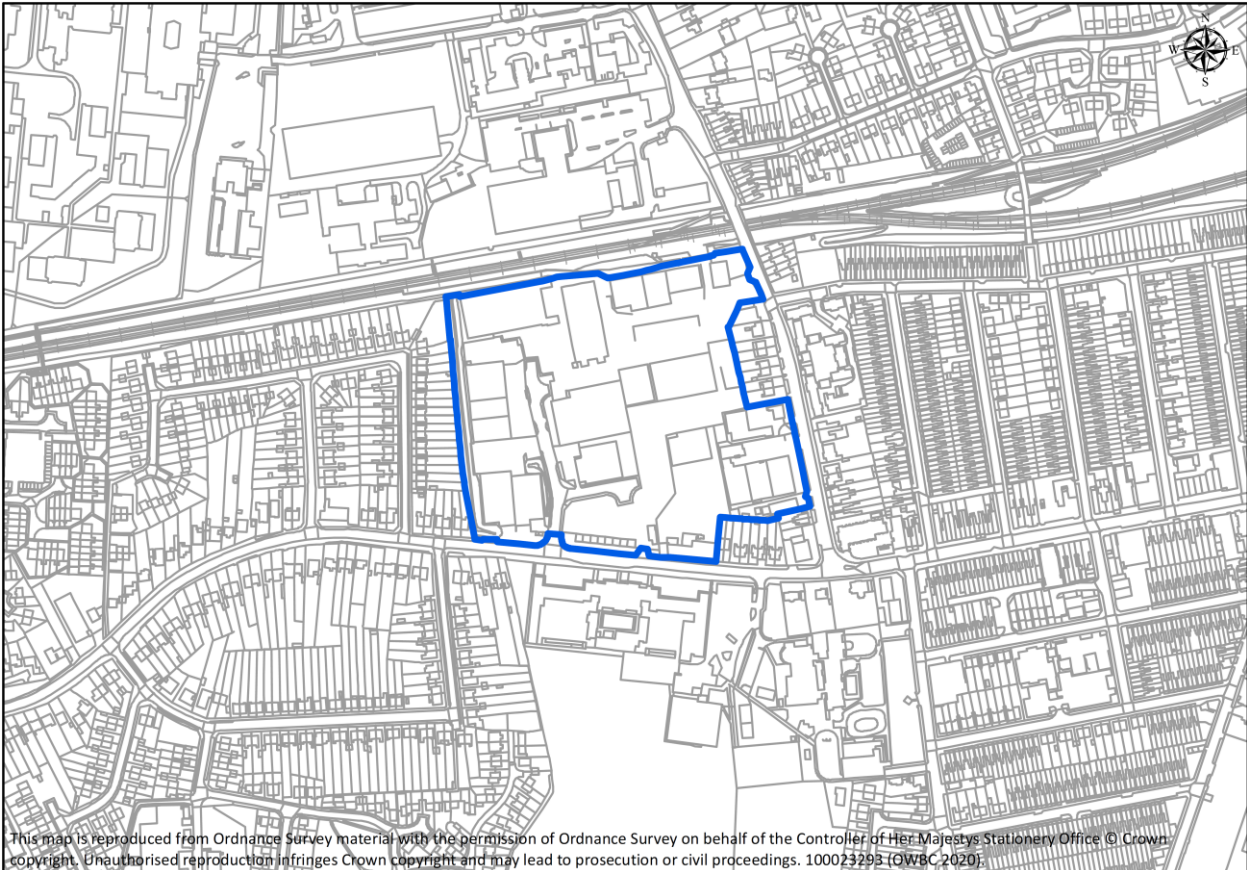 N
W E
S
This map is reproduced from Ordnance Survey material with the permission of Ordnance Survey on behalf of the Controller of Her Majestys Stationery Office © Crown
copyright. Unauthorised reproduction infringes Crown copyright and may lead to prosecution or civil proceedings. 100023293 (OWBC 2020).